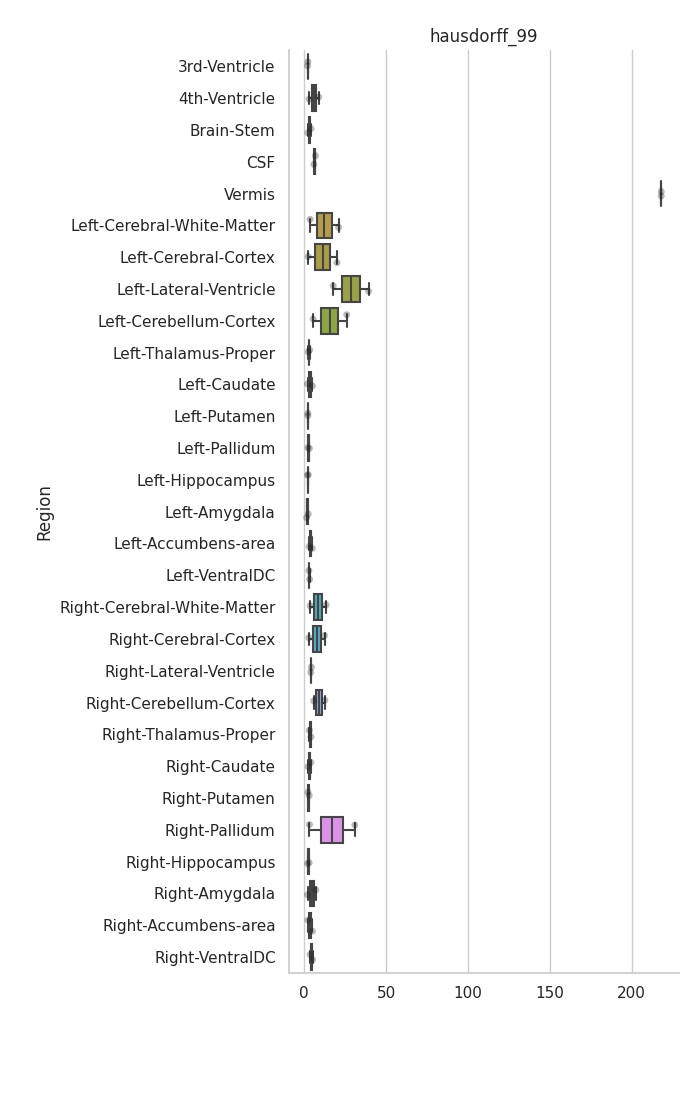 hausdorff_99
3rd-Ventricle
4th-Ventricle
Brain-Stem
CSF
Vermis
Left-Cerebral-White-Matter
Left-Cerebral-Cortex
Left-Lateral-Ventricle
Left-Cerebellum-Cortex
Left-Thalamus-Proper
Left-Caudate
Left-Putamen
Left-Pallidum
Left-Hippocampus
Left-Amygdala
Left-Accumbens-area
Left-VentralDC
Right-Cerebral-White-Matter
Right-Cerebral-Cortex
Right-Lateral-Ventricle
Right-Cerebellum-Cortex
Right-Thalamus-Proper
Right-Caudate
Right-Putamen
Right-Pallidum
Right-Hippocampus
Right-Amygdala
Right-Accumbens-area
Right-VentralDC
Region
0 50 100 150 200